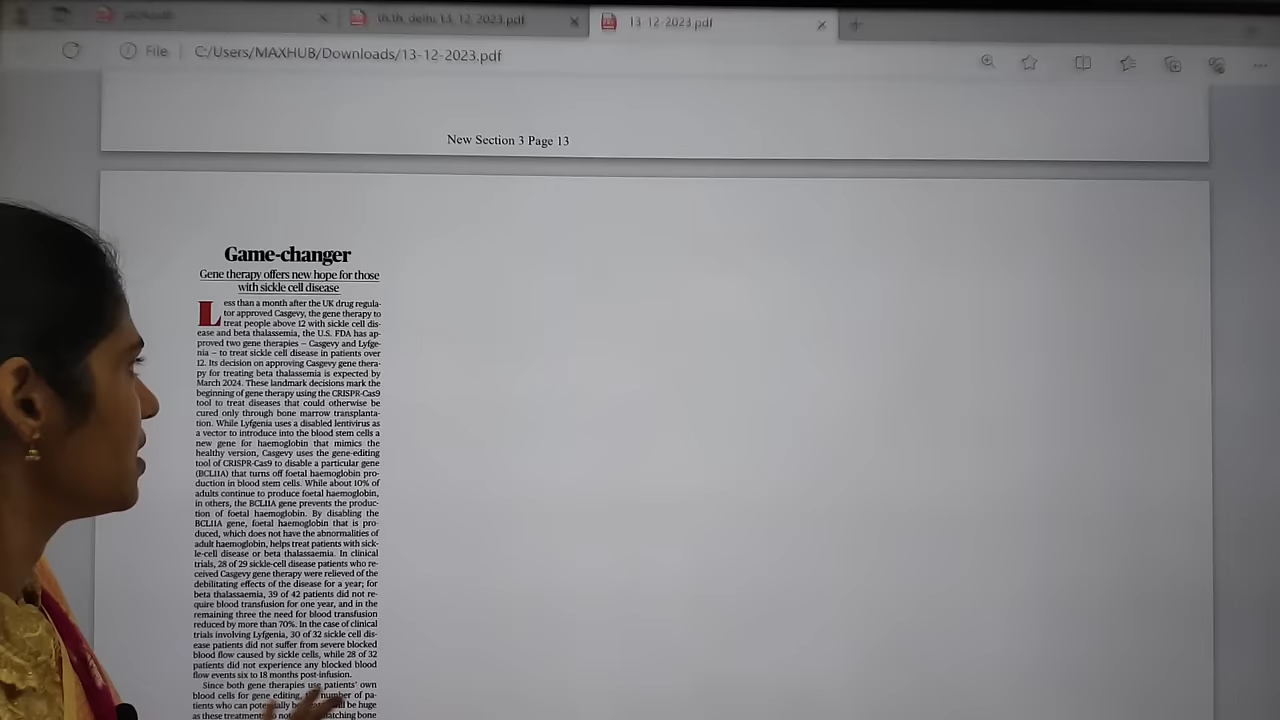 th.th_delhi.13_12_2023.pdf
13-12-2023.pdf
File
C:/Users/MAXHUB/Downloads/13-12-2023.pdf
New Section 3 Page 13
Game-changer
Gene therapy offers new hope for those
with sickle cell disease
Less than a month after the UK drug regula-
tor approved Casgevy, the gene therapy to
treat people above 12 with sickle cell dis-
ease and beta thalassemia, the U.S. FDA has ap-
proved two gene therapies — Casgevy and Lyfge-
nia — to treat sickle cell disease in patients over
12. Its decision on approving Casgevy gene thera-
py for treating beta thalassemia is expected by
March 2024. These landmark decisions mark the
beginning of gene therapy using the CRISPR-Cas9
tool to treat diseases that could otherwise be
cured only through bone marrow transplanta-
tion. While Lyfgenia uses a disabled lentivirus as
a vector to introduce into the blood stem cells a
new gene for haemoglobin that mimics the
healthy version, Casgevy uses the gene-editing
tool of CRISPR-Cas9 to disable a particular gene
(BCL11A) that turns off foetal haemoglobin pro-
duction in blood stem cells. While about 10% of
adults continue to produce foetal haemoglobin,
in others, the BCL11A gene prevents the produc-
tion of foetal haemoglobin. By disabling the
BCL11A gene, foetal haemoglobin that is pro-
duced, which does not have the abnormalities of
adult haemoglobin, helps treat patients with sick-
le-cell disease or beta thalassaemia. In clinical
trials, 28 of 29 sickle-cell disease patients who re-
ceived Casgevy gene therapy were relieved of the
debilitating effects of the disease for a year; for
beta thalassaemia, 39 of 42 patients did not re-
quire blood transfusion for one year, and in the
remaining three the need for blood transfusion
reduced by more than 70%. In the case of clinical
trials involving Lyfgenia, 30 of 32 sickle cell dis-
ease patients did not suffer from severe blocked
blood flow caused by sickle cells, while 28 of 32
patients did not experience any blocked blood
flow events six to 18 months post-infusion.
Since both gene therapies use patients' own
blood cells for gene editing, number of pa-
tients who can will be huge
as these treatments bone